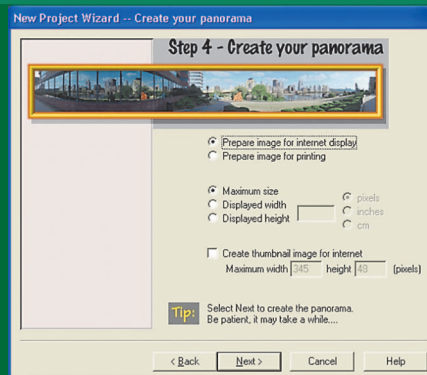 New Project Wizard -- Create your panorama
Step 4 - Create your panorama
Prepare image for internet display
Prepare image for printing
Maximum size
Displayed width
Displayed height
pixels
inches
cm
Create thumbnail image for internet
Maximum width 345 height 48 (pixels)
Tip: Select Next to create the panorama.
Be patient, it may take a while....
< Back Next > Cancel Help